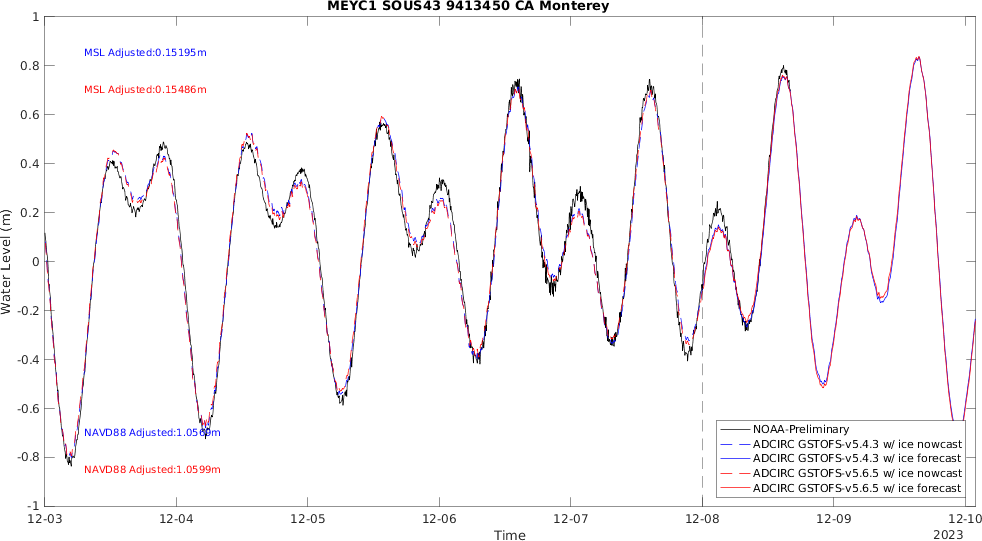 MEYC1 SOUS43 9413450 CA Monterey
1
0.8
0.6
0.4
0.2
0
-0.2
-0.4
-0.6
-0.8
-1
Water Level (m)
MSL Adjusted:0.15195m
MSL Adjusted:0.15486m
NAVD88 Adjusted:1.0569m
NAVD88 Adjusted:1.0599m
NOAA-Preliminary
ADCIRC GSTOFS-v5.4.3 w/ ice nowcast
ADCIRC GSTOFS-v5.4.3 w/ ice forecast
ADCIRC GSTOFS-v5.6.5 w/ ice nowcast
ADCIRC GSTOFS-v5.6.5 w/ ice forecast
12-03 12-04 12-05 12-06 12-07 12-08 12-09 12-10
Time
2023